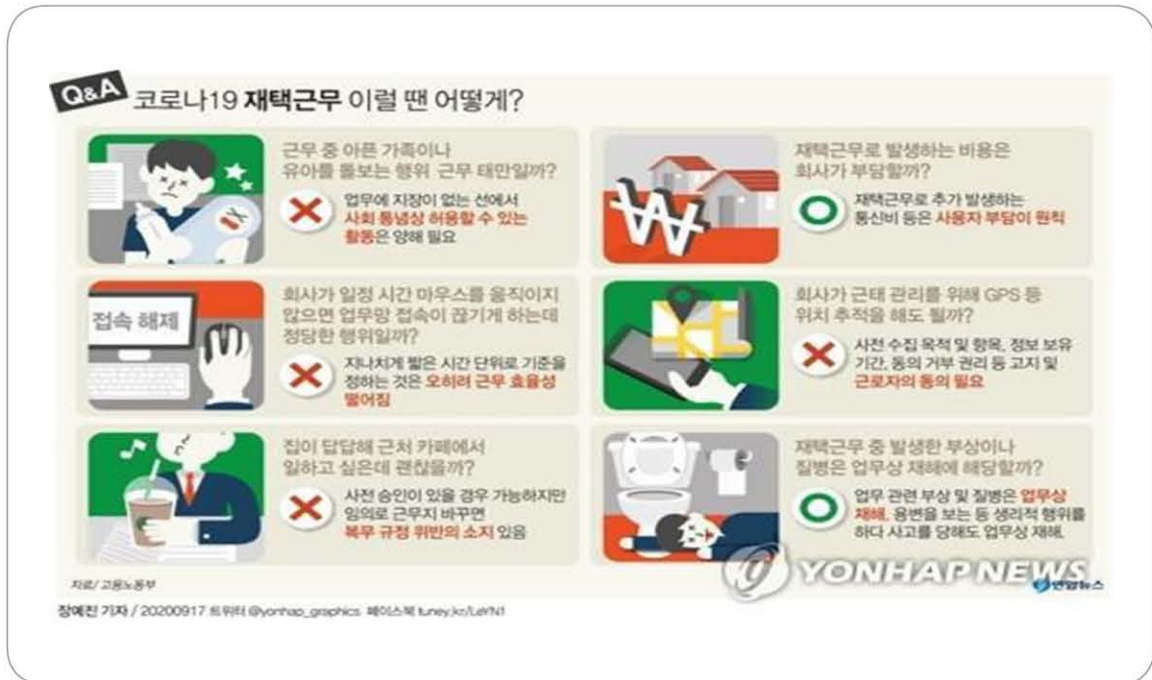 Q&A 코로나19 재택근무 이럴 땐 어떻게?
근무 중 아픈 가족이나
유아를 돌보는 행위 근무 태만일까?
업무에 지장이 없는 선에서
사회 통념상 허용할 수 있는
활동은 양해 필요
재택근무로 발생하는 비용은
회사가 부담할까?
재택근무로 추가 발생하는
통신비 등은 사용자 부담이 원칙
접속 해제
회사가 일정 시간 마우스를 움직이지
않으면 업무망 접속이 끊기게 하는데
정당한 행위일까?
지나치게 짧은 시간 단위로 기준을
정하는 것은 오히려 근무 효율성
떨어짐
회사가 근태 관리를 위해 GPS 등
위치 추적을 해도 될까?
사전 수집 목적 및 항목, 정보 보유
기간, 동의 거부 권리 등 고지 및
근로자의 동의 필요
집이 답답해 근처 카페에서
일하고 싶은데 괜찮을까?
사전 승인이 있을 경우 가능하지만
임의로 근무지 바꾸면
복무 규정 위반의 소지 있음
재택근무 중 발생한 부상이나
질병은 업무상 재해에 해당할까?
업무 관련 부상 및 질병은 업무상
재해, 용변을 보는 등 생리적 행위를
하다 사고를 당해도 업무상 재해.
YONHAP NEWS
연합뉴스
자료/ 고용노동부
장예진 기자 / 20200917 트위터 @yonhap_graphics 페이스북 tuney.kr/LeYN1